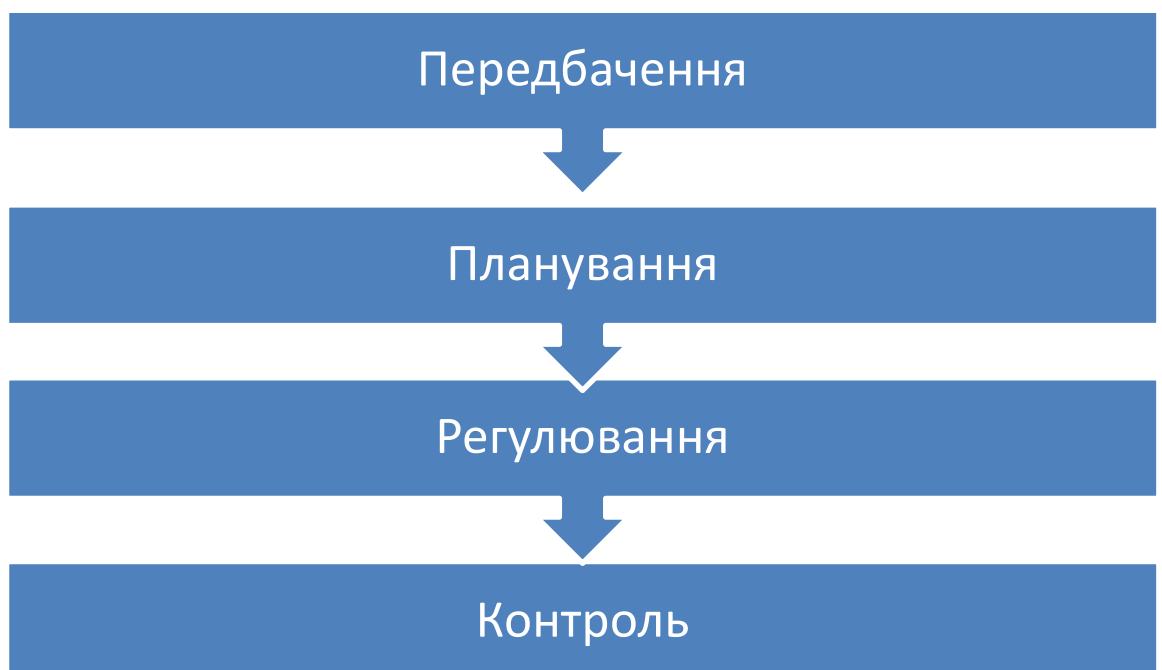 Передбачення
Планування
Регулювання
Контроль